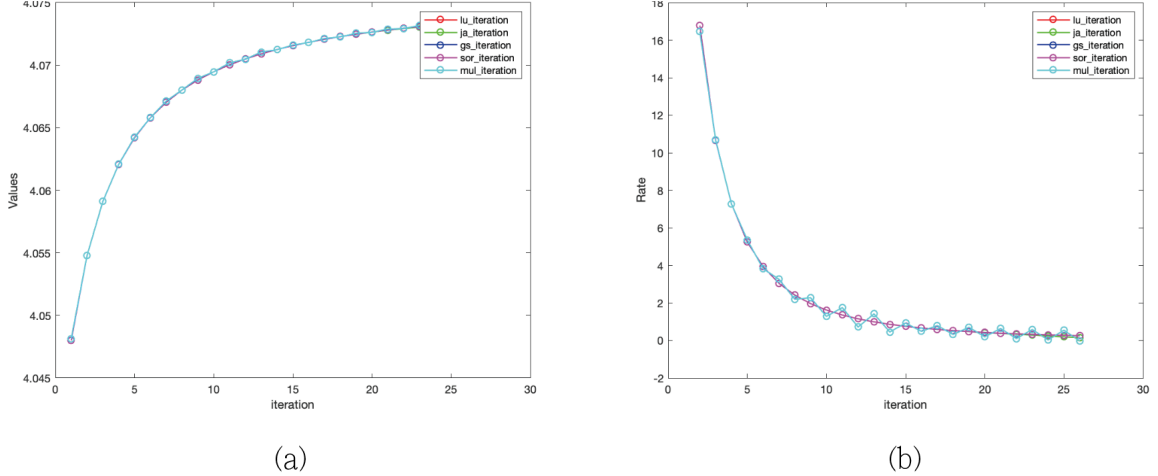 4.075
4.07
4.065
4.06
4.055
4.05
4.045
0
5
10
15
20
25
30
Values
iteration
lu_iteration
ja_iteration
gs_iteration
sor_iteration
mul_iteration
(a)
18
16
14
12
10
8
6
4
2
0
-2
0
5
10
15
20
25
30
Rate
iteration
lu_iteration
ja_iteration
gs_iteration
sor_iteration
mul_iteration
(b)